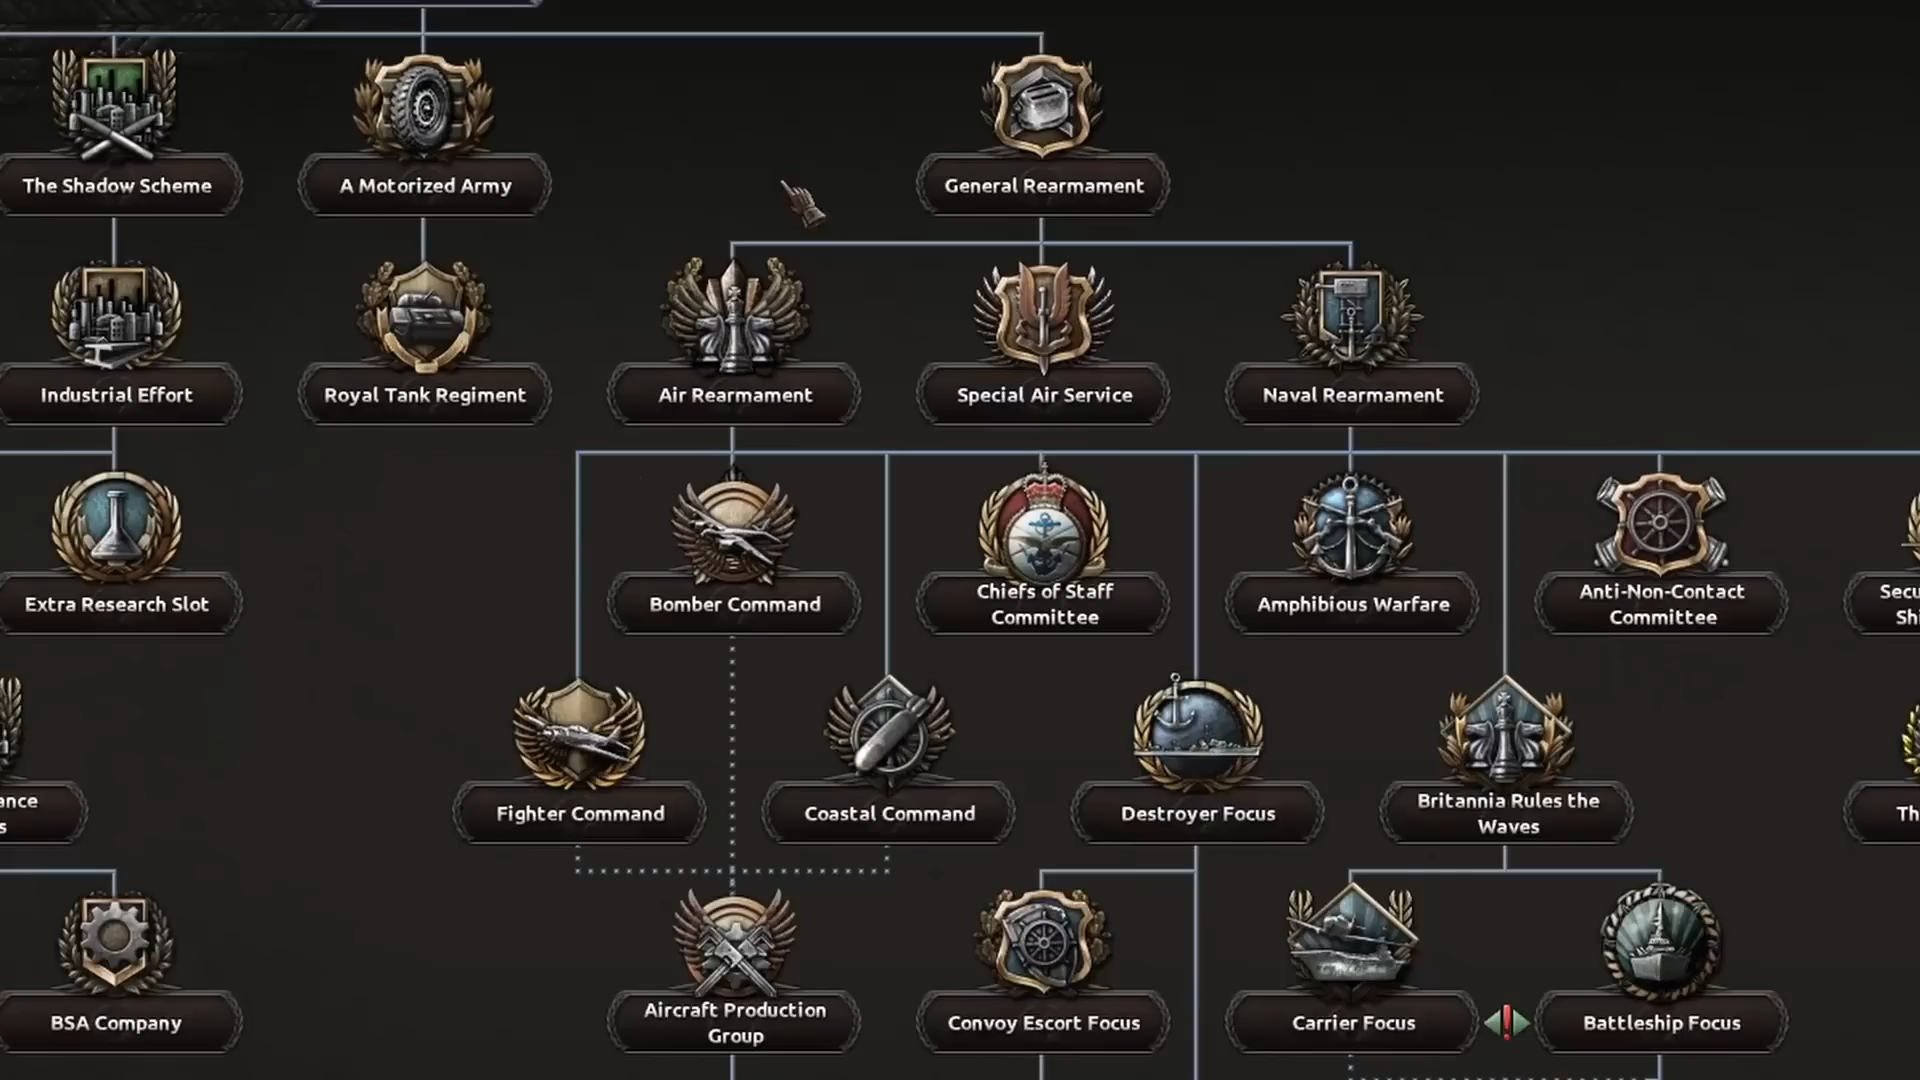 The Shadow Scheme
A Motorized Army
General Rearmament
Industrial Effort
Royal Tank Regiment
Air Rearmament
Special Air Service
Naval Rearmament
Extra Research Slot
Bomber Command
Chiefs of Staff
Committee
Amphibious Warfare
Anti-Non-Contact
Committee
Fighter Command
Coastal Command
Destroyer Focus
Britannia Rules the
Waves
BSA Company
Aircraft Production
Group
Convoy Escort Focus
Carrier Focus
Battleship Focus